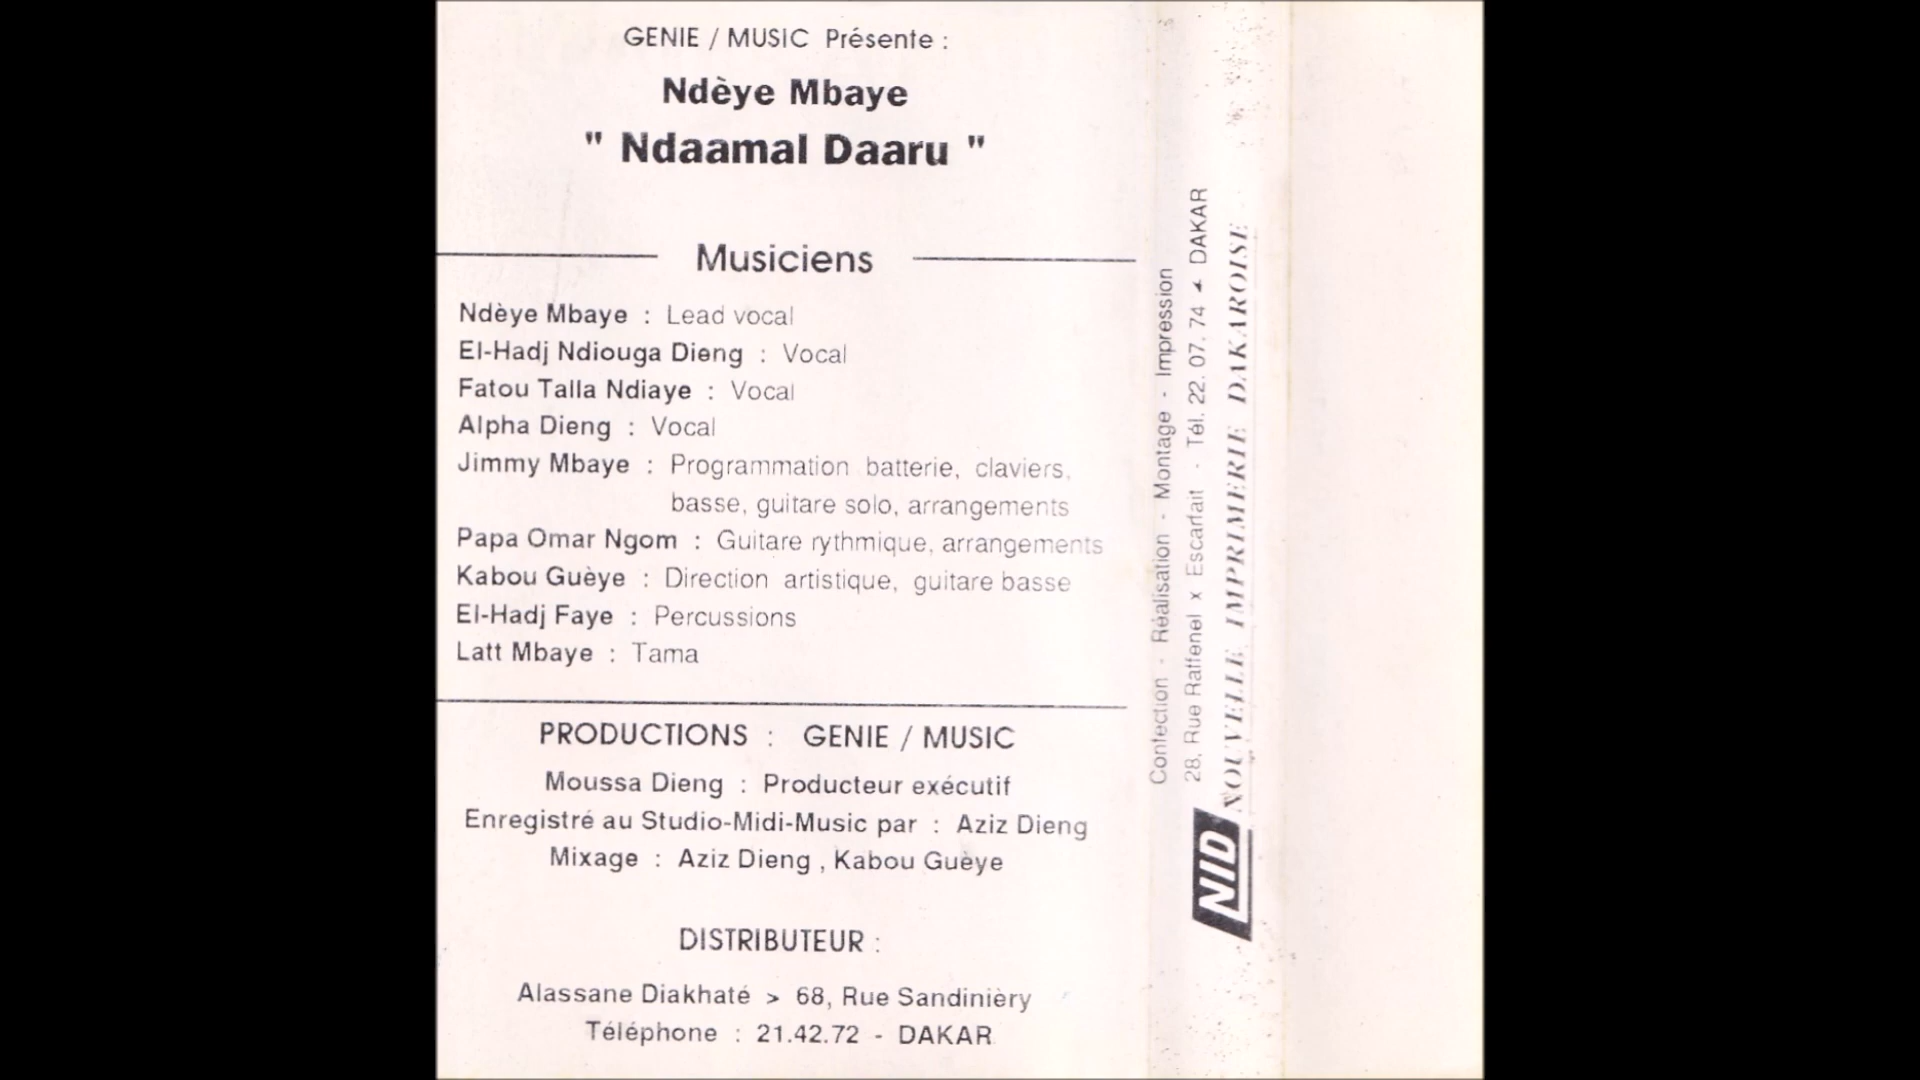 GENIE / MUSIC Présente :
Ndèye Mbaye
" Ndaamal Daaru "
Musiciens
Ndèye Mbaye : Lead vocal
El-Hadj Ndiouga Dieng : Vocal
Fatou Talla Ndiaye : Vocal
Alpha Dieng : Vocal
Jimmy Mbaye : Programmation batterie, claviers,
basse, guitare solo, arrangements
Papa Omar Ngom : Guitare rythmique, arrangements
Kabou Guèye : Direction artistique, guitare basse
El-Hadj Faye : Percussions
Latt Mbaye : Tama
PRODUCTIONS : GENIE / MUSIC
Moussa Dieng : Producteur exécutif
Enregistré au Studio-Midi-Music par : Aziz Dieng
Mixage : Aziz Dieng , Kabou Guèye
DISTRIBUTEUR :
Alassane Diakhaté > 68, Rue Sandinièry
Téléphone : 21.42.72 - DAKAR
Confection - Réalisation - Montage - Impression
28, Rue Raffenel x Escarfait - Tél. 22. 07. 74 DAKAR
NOUVELLE IMPRIMERIE DAKAROISE
NID